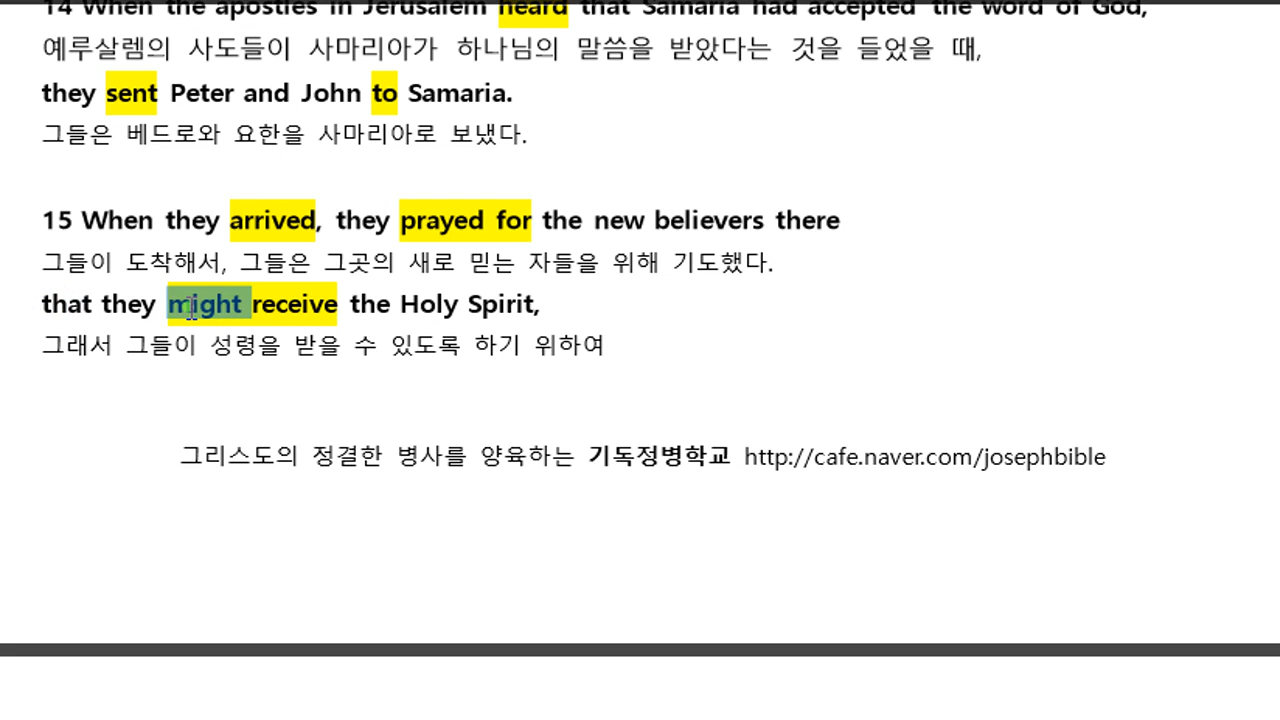 14 When the apostles in Jerusalem heard that Samaria had accepted the word of God,
예루살렘의 사도들이 사마리아가 하나님의 말씀을 받았다는 것을 들었을 때,
they sent Peter and John to Samaria.
그들은 베드로와 요한을 사마리아로 보냈다.
15 When they arrived, they prayed for the new believers there
그들이 도착해서, 그들은 그곳의 새로 믿는 자들을 위해 기도했다.
that they might receive the Holy Spirit,
그래서 그들이 성령을 받을 수 있도록 하기 위하여
그리스도의 정결한 병사를 양육하는 기독정병학교 http://cafe.naver.com/josephbible